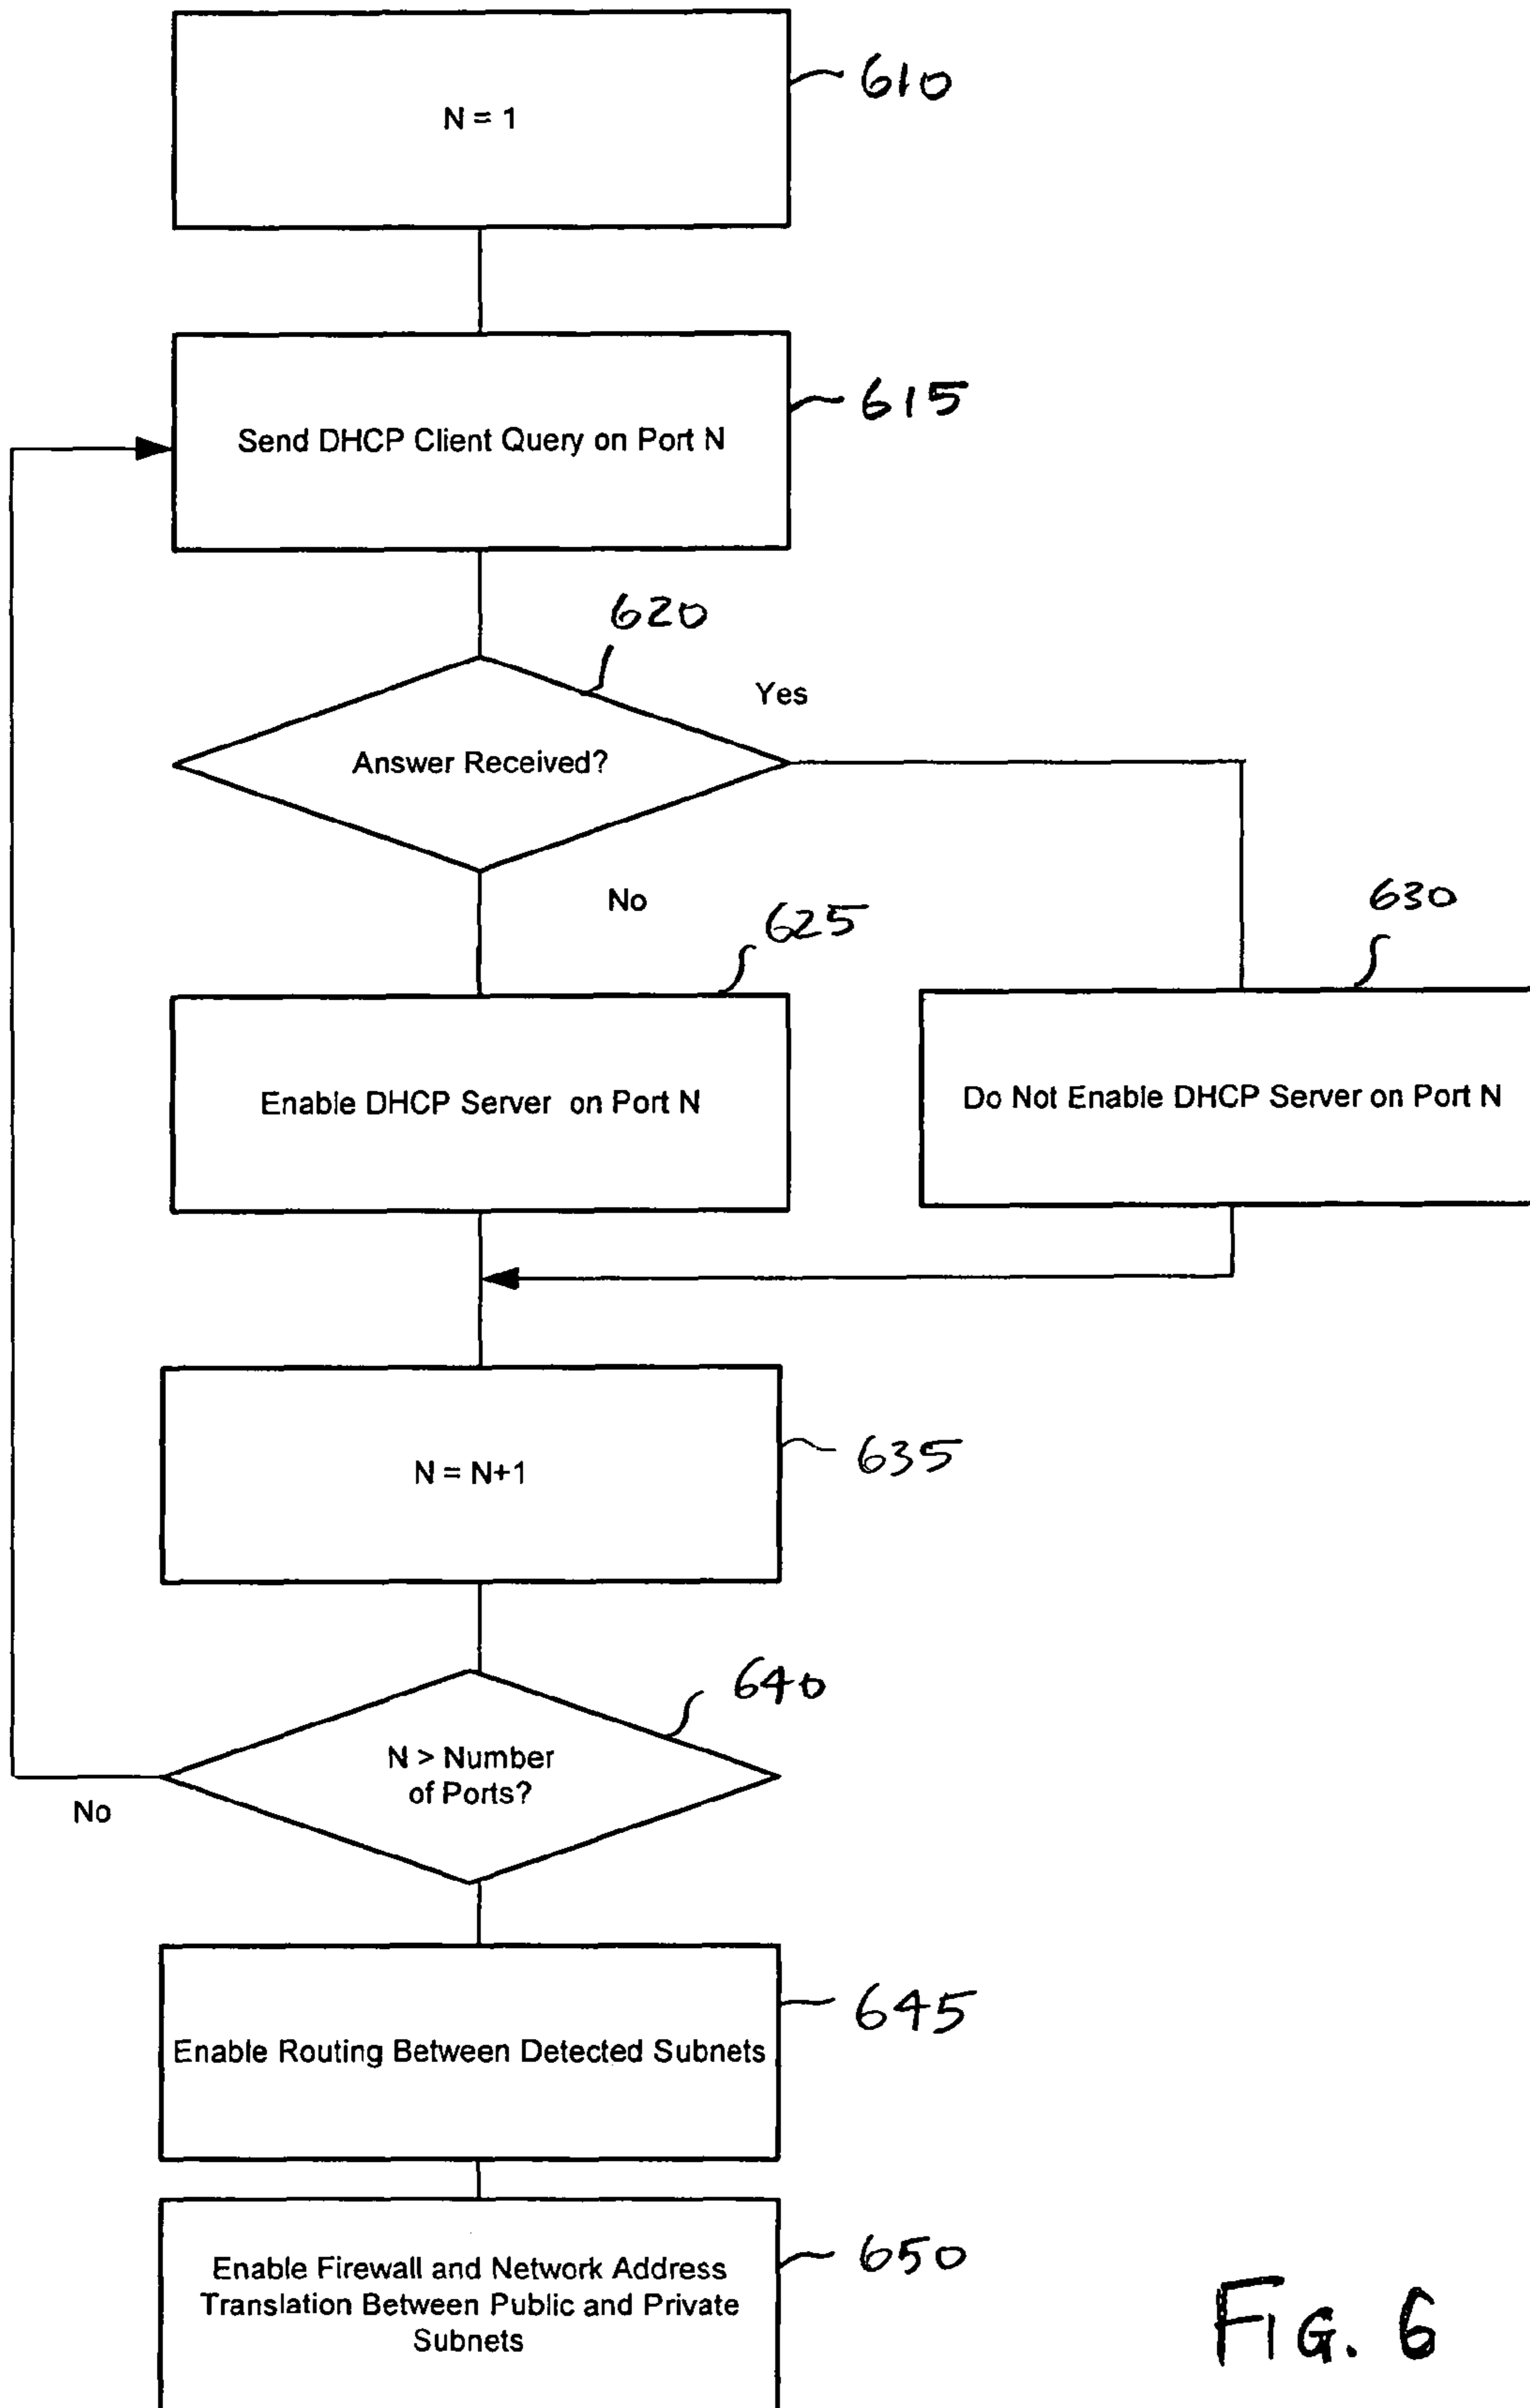 N = 1
610
Send DHCP Client Query on Port N
615
620
Answer Received?
Yes
No
625
630
Enable DHCP Server on Port N
Do Not Enable DHCP Server on Port N
N = N+1
635
640
N > Number
of Ports?
No
Enable Routing Between Detected Subnets
645
Enable Firewall and Network Address
Translation Between Public and Private
Subnets
650
FIG. 6